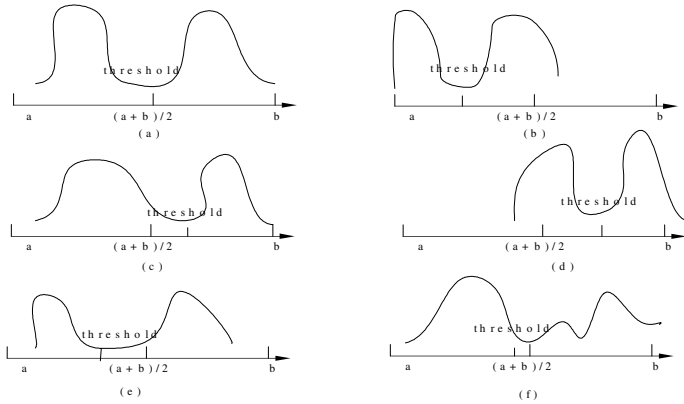 threshold
a (a+b)/2 b
(a)
threshold
a (a+b)/2 b
(b)
threshold
a (a+b)/2 b
(c)
threshold
a (a+b)/2 b
(d)
threshold
a (a+b)/2 b
(e)
threshold
a (a+b)/2 b
(f)